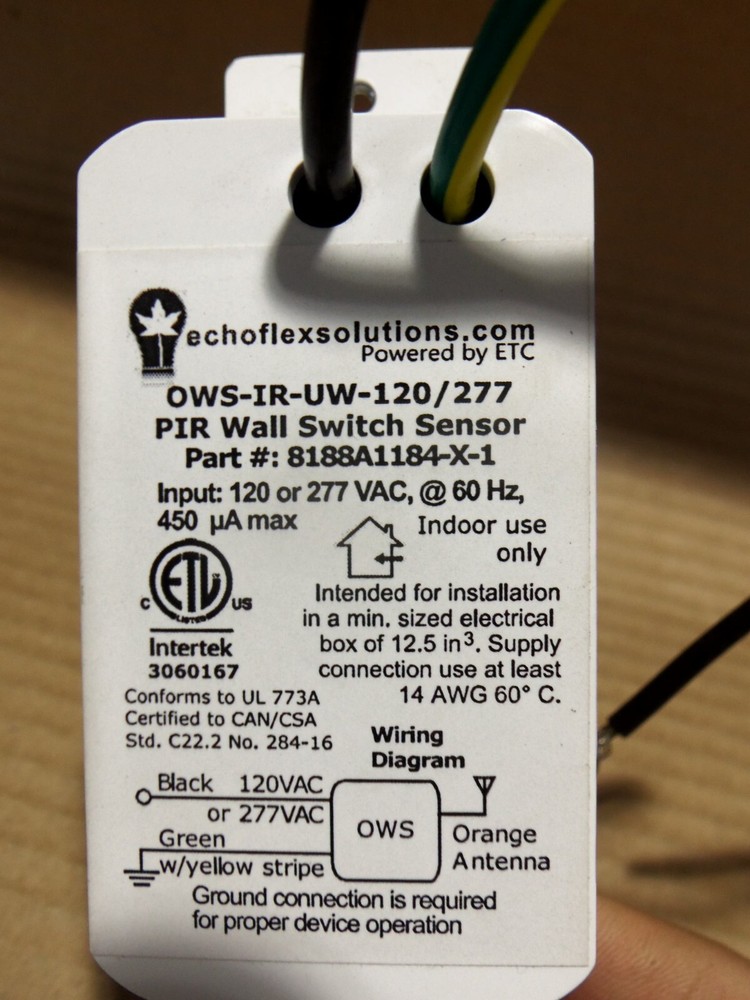 echoflexsolutions.com
Powered by ETC
OWS-IR-UW-120/277
PIR Wall Switch Sensor
Part #: 8188A1184-X-1
Input: 120 or 277 VAC, @ 60 Hz,
450 µA max
Indoor use
only
ETL
C LISTED US
Intertek
3060167
Intended for installation
in a min. sized electrical
box of 12.5 in³. Supply
connection use at least
14 AWG 60° C.
Conforms to UL 773A
Certified to CAN/CSA
Std. C22.2 No. 284-16
Wiring
Diagram
Black 120VAC
or 277VAC
Green
w/yellow stripe
OWS
Orange
Antenna
Ground connection is required
for proper device operation